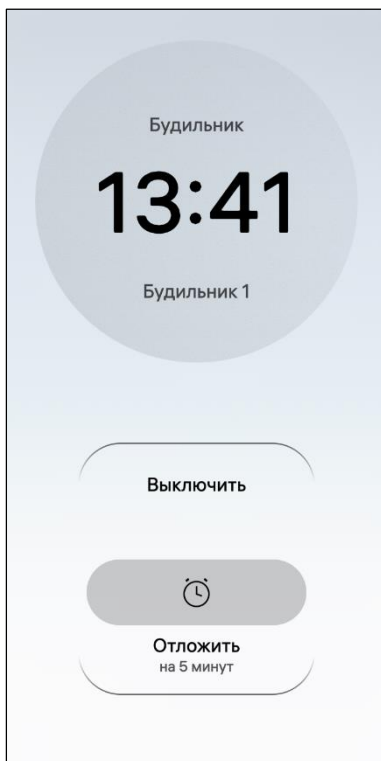 Будильник
13:41
Будильник 1
Выключить
Отложить
на 5 минут